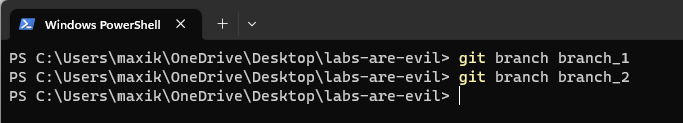 Windows PowerShell
PS C:\Users\maxik\OneDrive\Desktop\labs-are-evil> git branch branch_1
PS C:\Users\maxik\OneDrive\Desktop\labs-are-evil> git branch branch_2
PS C:\Users\maxik\OneDrive\Desktop\labs-are-evil>